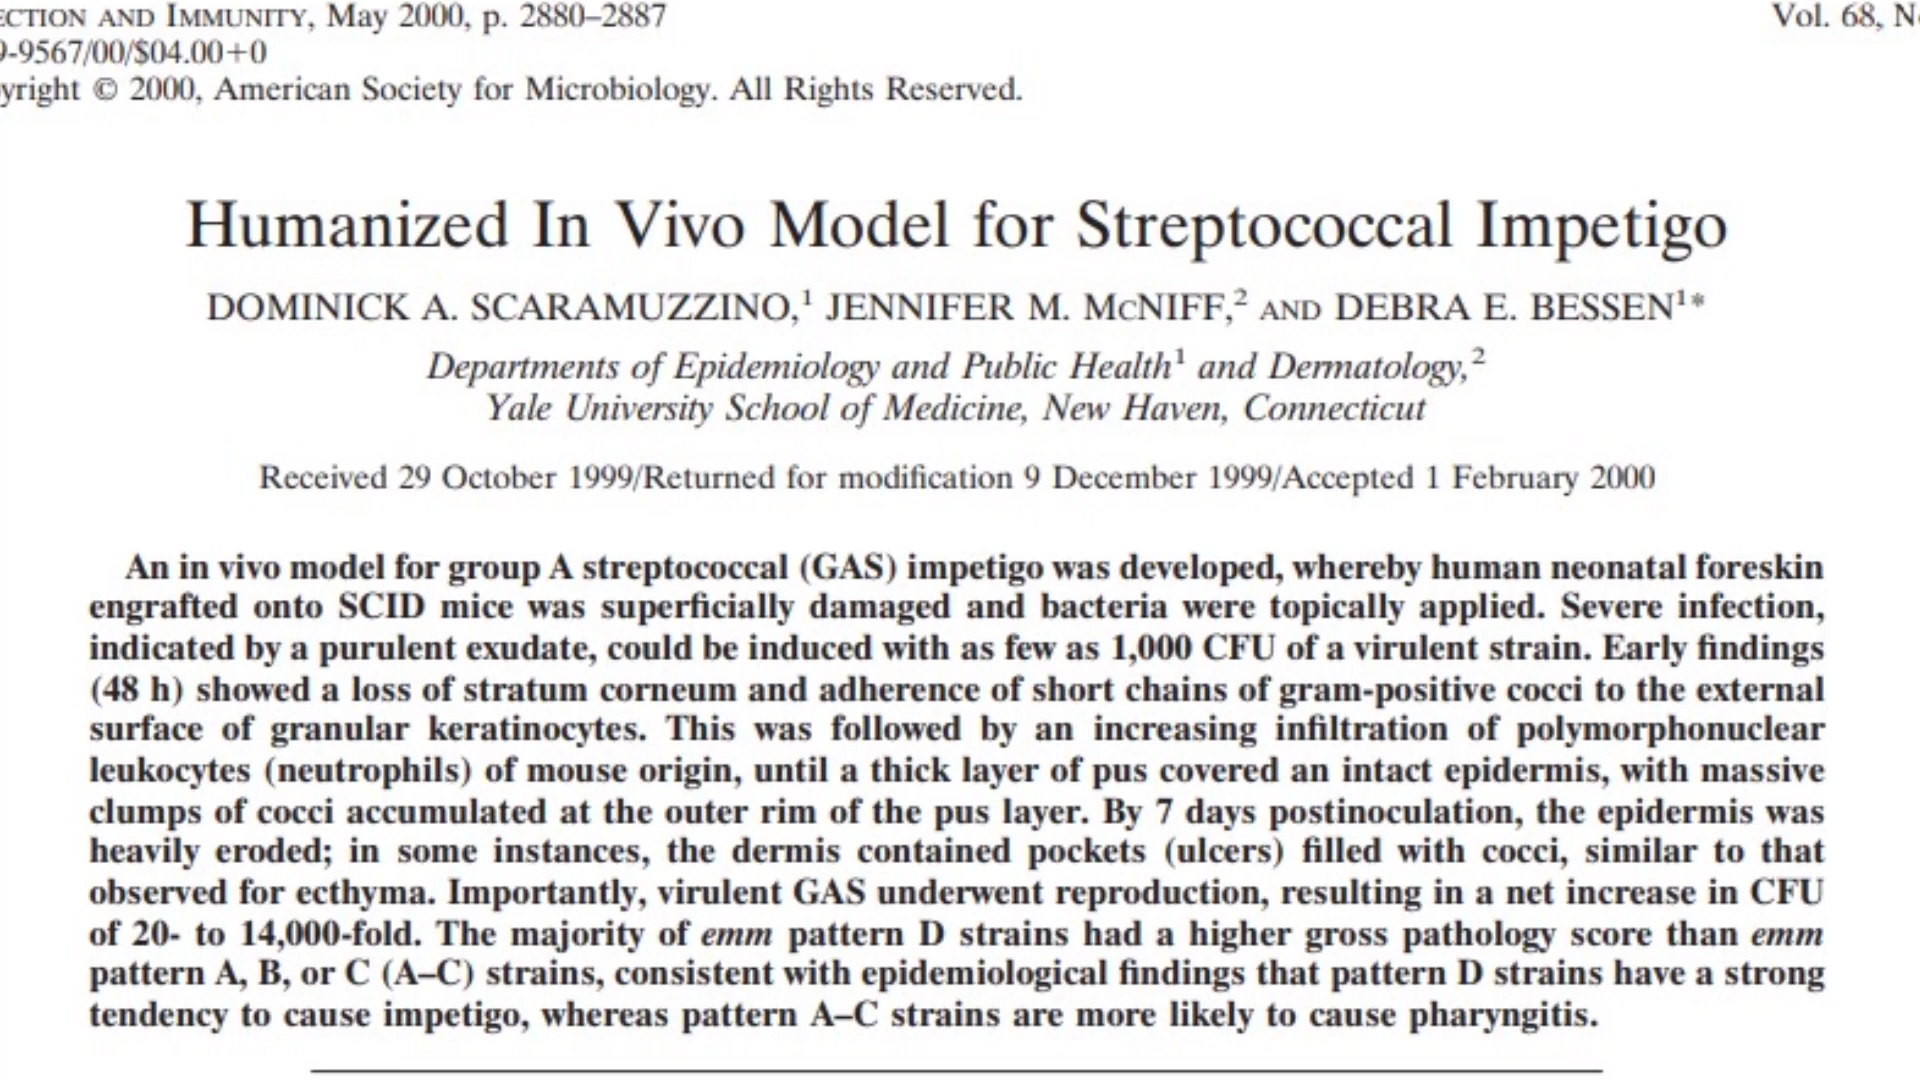 ECTION AND IMMUNITY, May 2000, p. 2880–2887
Vol. 68, N
9-9567/00/$04.00+0
yright © 2000, American Society for Microbiology. All Rights Reserved.
Humanized In Vivo Model for Streptococcal Impetigo
DOMINICK A. SCARAMUZZINO,¹ JENNIFER M. McNIFF,² AND DEBRA E. BESSEN¹*
Departments of Epidemiology and Public Health¹ and Dermatology,²
Yale University School of Medicine, New Haven, Connecticut
Received 29 October 1999/Returned for modification 9 December 1999/Accepted 1 February 2000
An in vivo model for group A streptococcal (GAS) impetigo was developed, whereby human neonatal foreskin
engrafted onto SCID mice was superficially damaged and bacteria were topically applied. Severe infection,
indicated by a purulent exudate, could be induced with as few as 1,000 CFU of a virulent strain. Early findings
(48 h) showed a loss of stratum corneum and adherence of short chains of gram-positive cocci to the external
surface of granular keratinocytes. This was followed by an increasing infiltration of polymorphonuclear
leukocytes (neutrophils) of mouse origin, until a thick layer of pus covered an intact epidermis, with massive
clumps of cocci accumulated at the outer rim of the pus layer. By 7 days postinoculation, the epidermis was
heavily eroded; in some instances, the dermis contained pockets (ulcers) filled with cocci, similar to that
observed for ecthyma. Importantly, virulent GAS underwent reproduction, resulting in a net increase in CFU
of 20- to 14,000-fold. The majority of emm pattern D strains had a higher gross pathology score than emm
pattern A, B, or C (A–C) strains, consistent with epidemiological findings that pattern D strains have a strong
tendency to cause impetigo, whereas pattern A–C strains are more likely to cause pharyngitis.